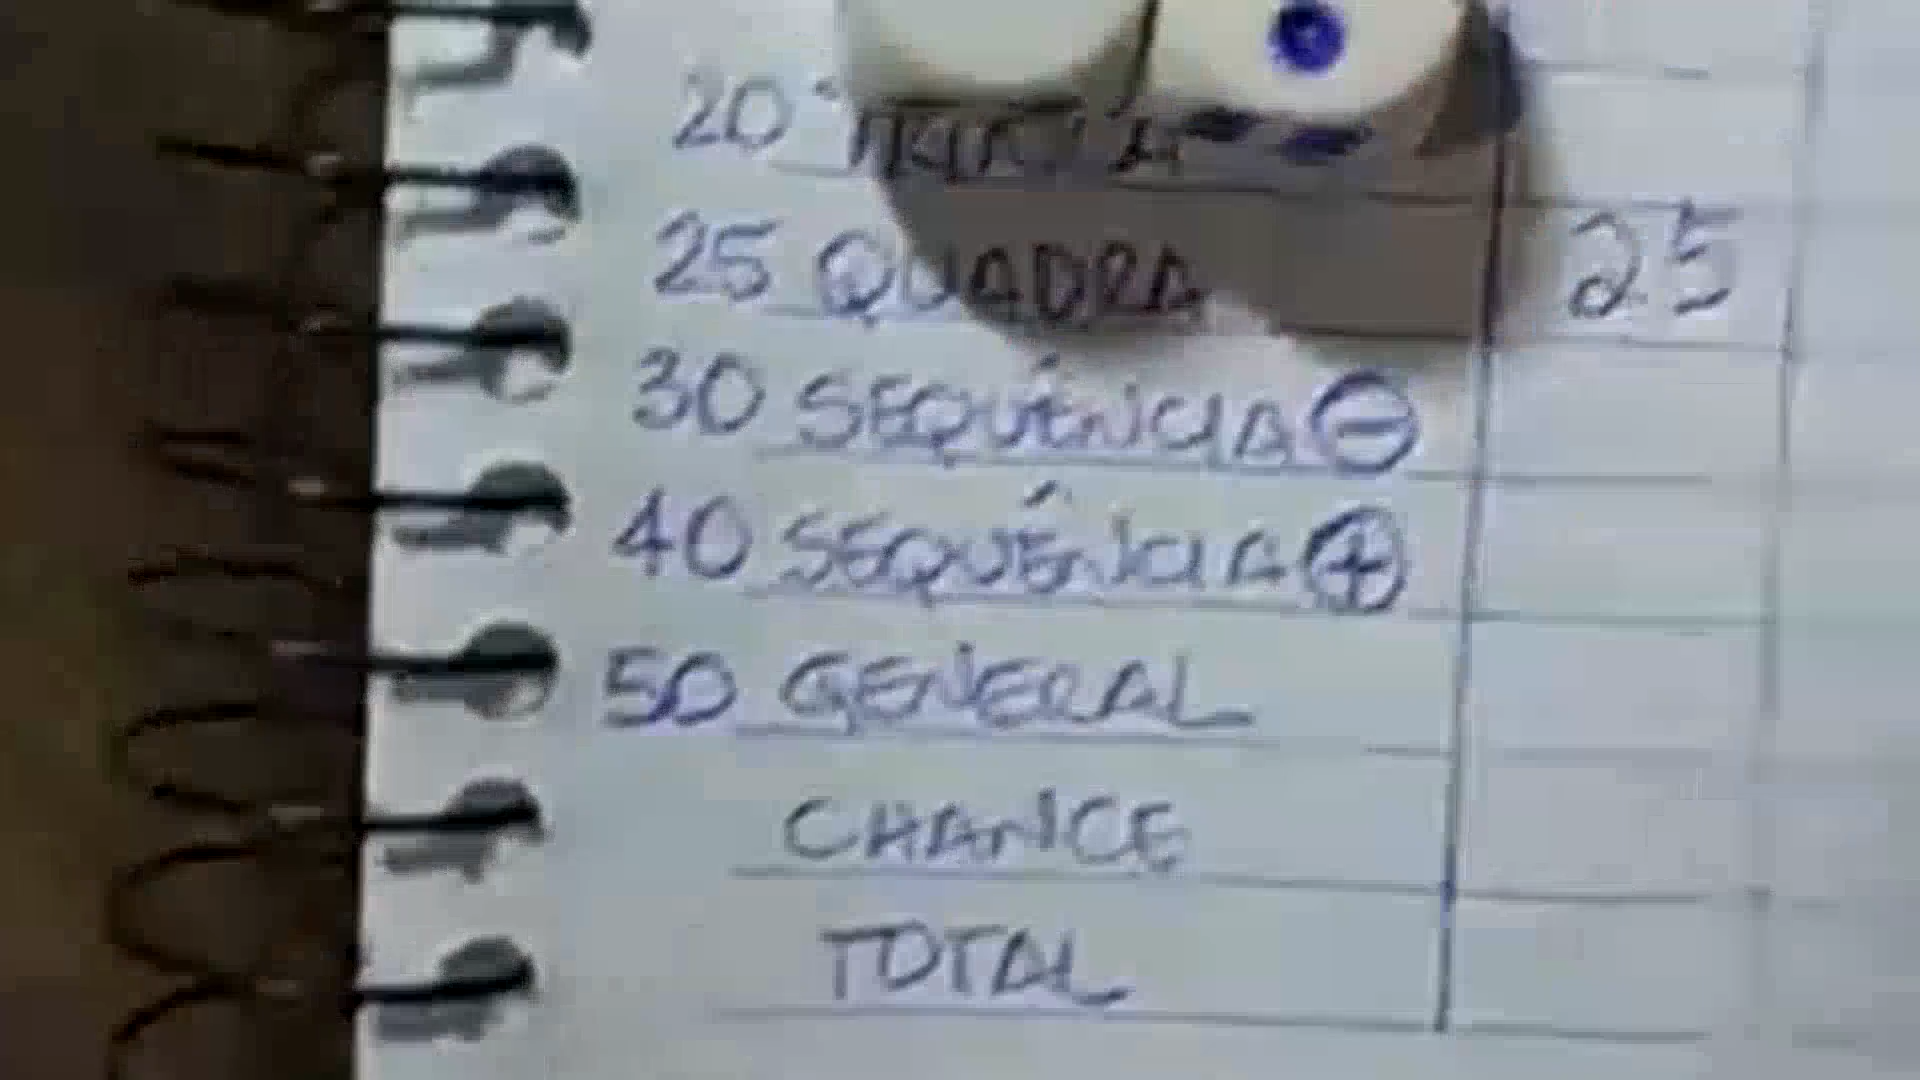 20
25 QUADRA 25
30 SEQUÊNCIA ⊖
40 SEQUÊNCIA ⊕
50 GENERAL
CHANCE
TOTAL